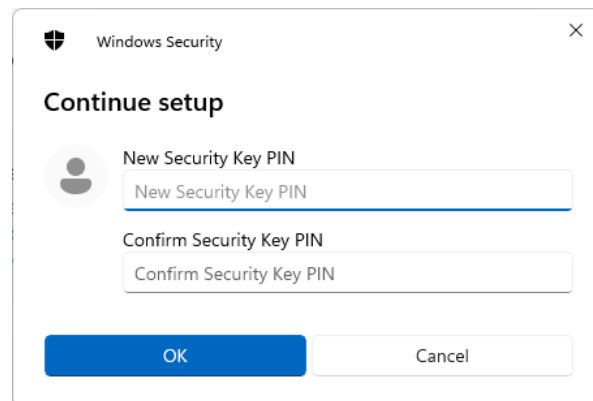 Windows Security
Continue setup
New Security Key PIN
New Security Key PIN
Confirm Security Key PIN
Confirm Security Key PIN
OK
Cancel